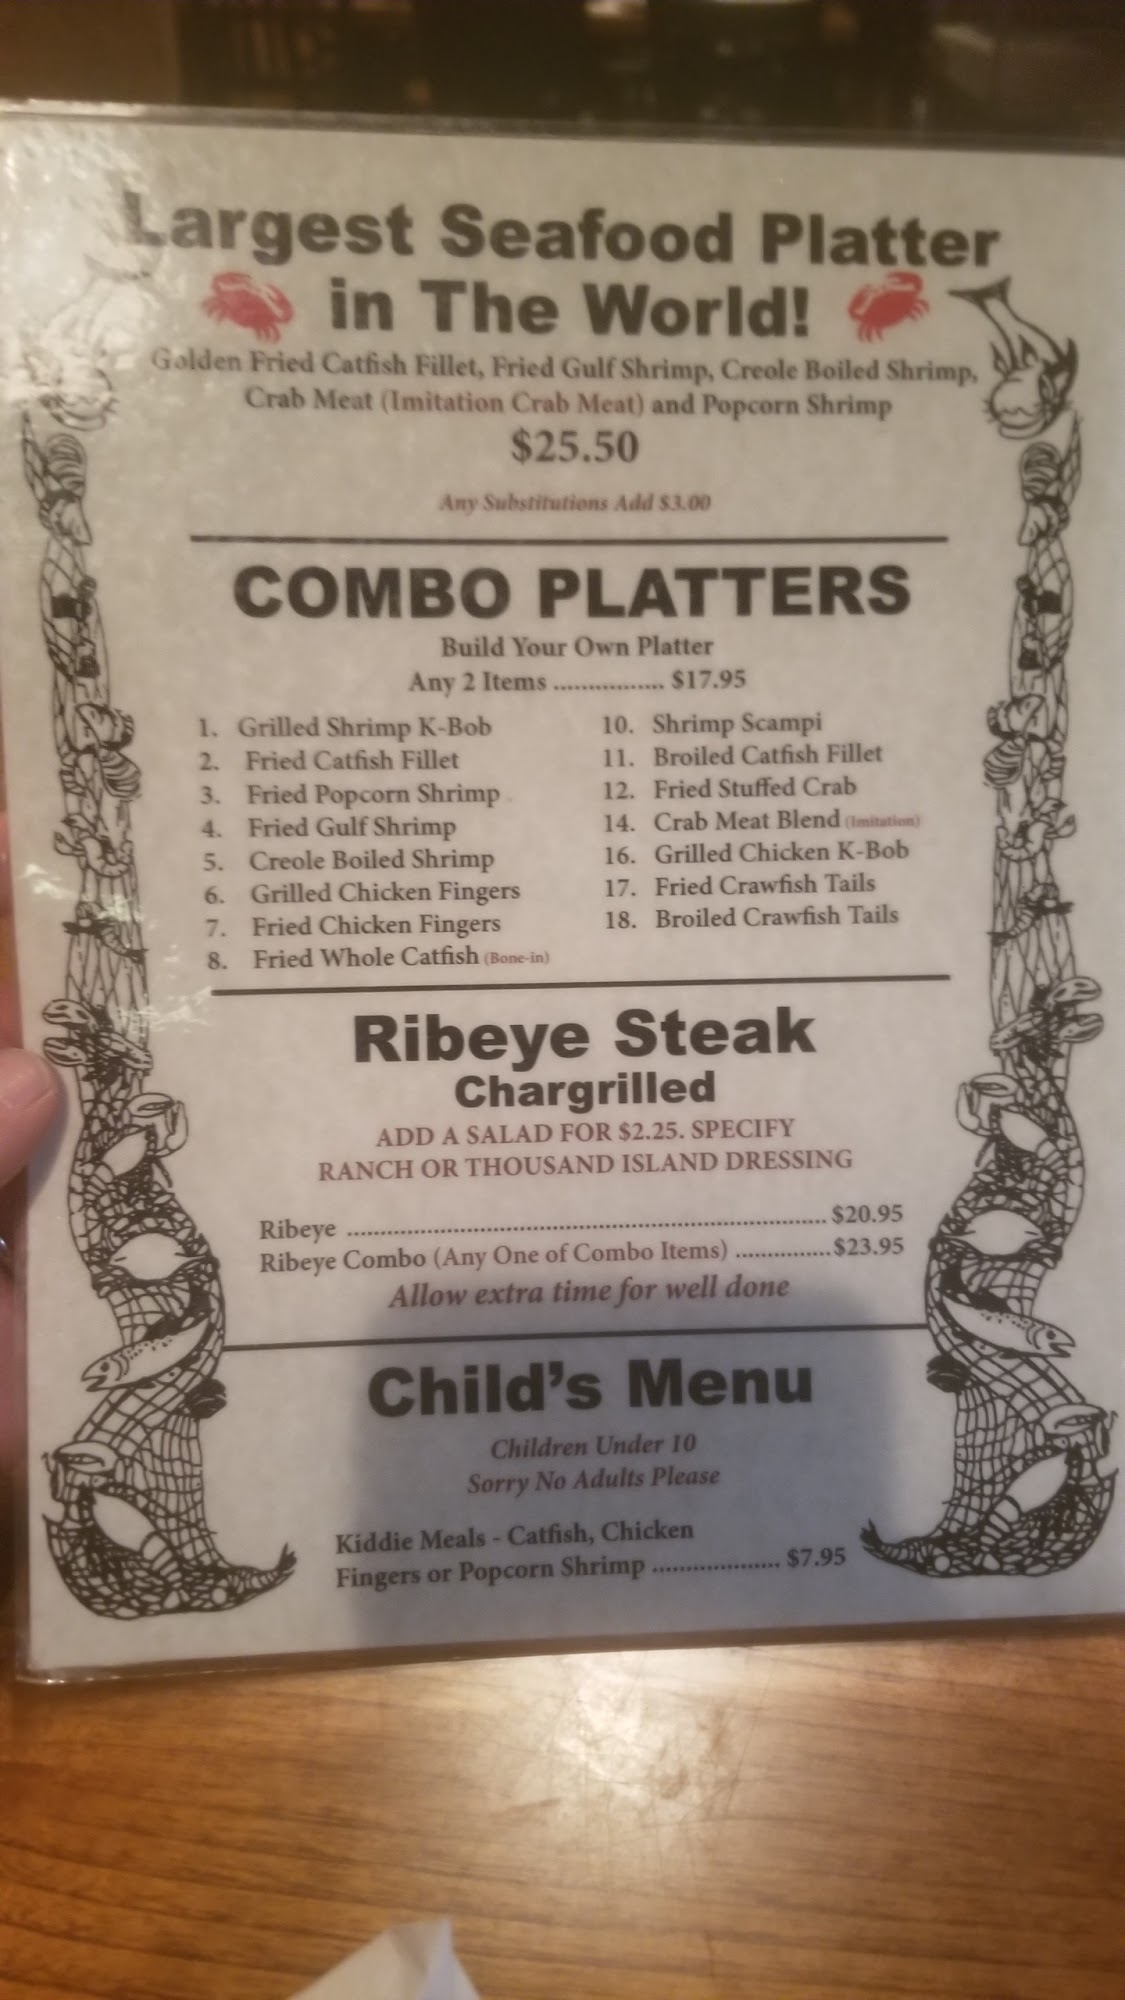 Largest Seafood Platter
in The World!
Golden Fried Catfish Fillet, Fried Gulf Shrimp, Creole Boiled Shrimp,
Crab Meat (Imitation Crab Meat) and Popcorn Shrimp
$25.50
Any Substitutions Add $3.00
COMBO PLATTERS
Build Your Own Platter
Any 2 Items ................ $17.95
1. Grilled Shrimp K-Bob
2. Fried Catfish Fillet
3. Fried Popcorn Shrimp
4. Fried Gulf Shrimp
5. Creole Boiled Shrimp
6. Grilled Chicken Fingers
7. Fried Chicken Fingers
8. Fried Whole Catfish (Bone-in)
10. Shrimp Scampi
11. Broiled Catfish Fillet
12. Fried Stuffed Crab
14. Crab Meat Blend (Imitation)
16. Grilled Chicken K-Bob
17. Fried Crawfish Tails
18. Broiled Crawfish Tails
Ribeye Steak
Chargrilled
ADD A SALAD FOR $2.25. SPECIFY
RANCH OR THOUSAND ISLAND DRESSING
Ribeye ........................................................................ $20.95
Ribeye Combo (Any One of Combo Items) ...............$23.95
Allow extra time for well done
Child's Menu
Children Under 10
Sorry No Adults Please
Kiddie Meals - Catfish, Chicken
Fingers or Popcorn Shrimp ................... $7.95